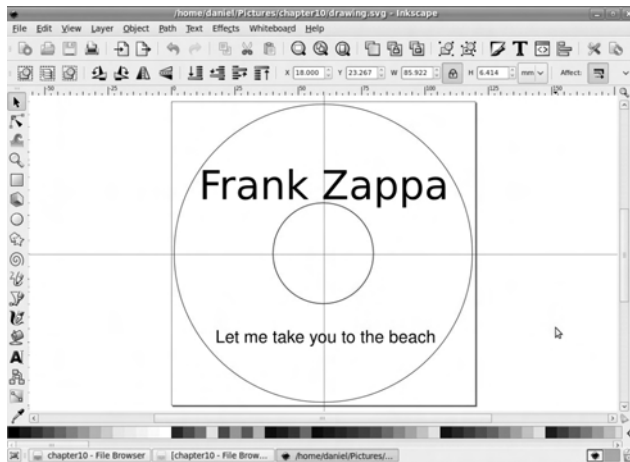 /home/daniel/Pictures/chapter10/drawing.svg - Inkscape
File Edit View Layer Object Path Text Effects Whiteboard Help
X 18.000 Y 23.267 W 85.922 H 6.414 mm Affect:
Frank Zappa
Let me take you to the beach
chapter10 - File Browser [chapter10 - File Brow... /home/daniel/Pictures/...